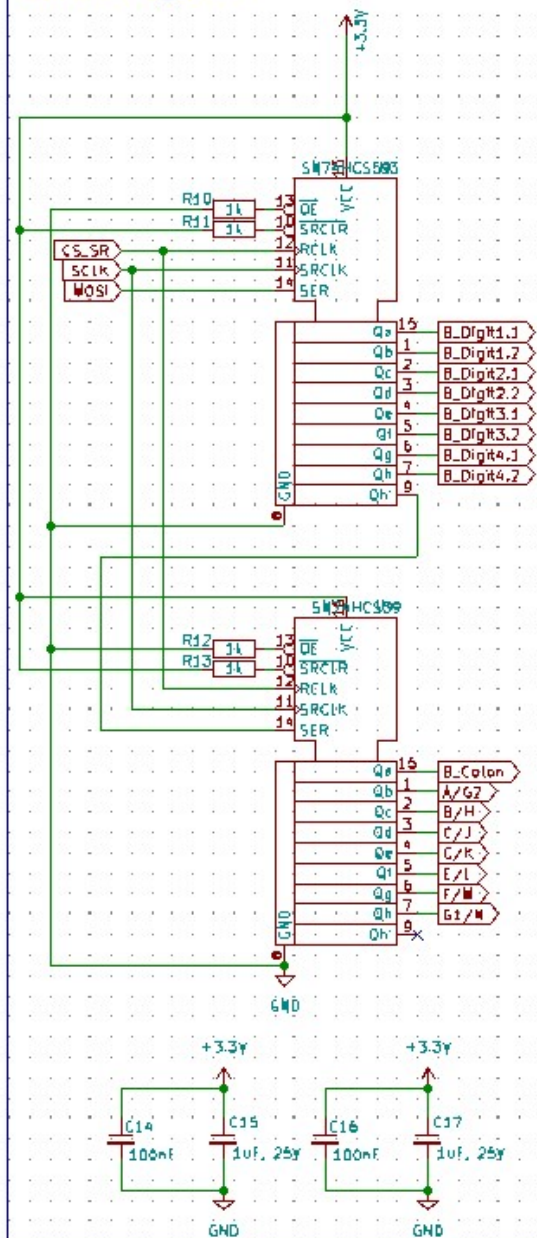 +3.3V
R10 1k 13 OE VCC
R11 1k 10 SRCLR
CS_SR 12 RCLK
SCLK 11 SRCLK
MOSI 14 SER
Qa 15 B_Digit1.1
Qb 1 B_Digit1.2
Qc 2 B_Digit2.1
Qd 3 B_Digit2.2
Qe 4 B_Digit3.1
Qf 5 B_Digit3.2
Qg 6 B_Digit4.1
Qh 7 B_Digit4.2
Qh' 9
GND
R12 1k 13 OE VCC
R13 1k 10 SRCLR
12 RCLK
11 SRCLK
14 SER
Qa 15 B_Colon
Qb 1 A/G2
Qc 2 B/H
Qd 3 C/J
Qe 4
Qf 5 E/L
Qg 6 F/M
Qh 7 G1/N
Qh' 9
GND
GND
+3.3V +3.3V
C14 C15 C16 C17
100nF 1uF, 25V 100nF 1uF, 25V
GND GND